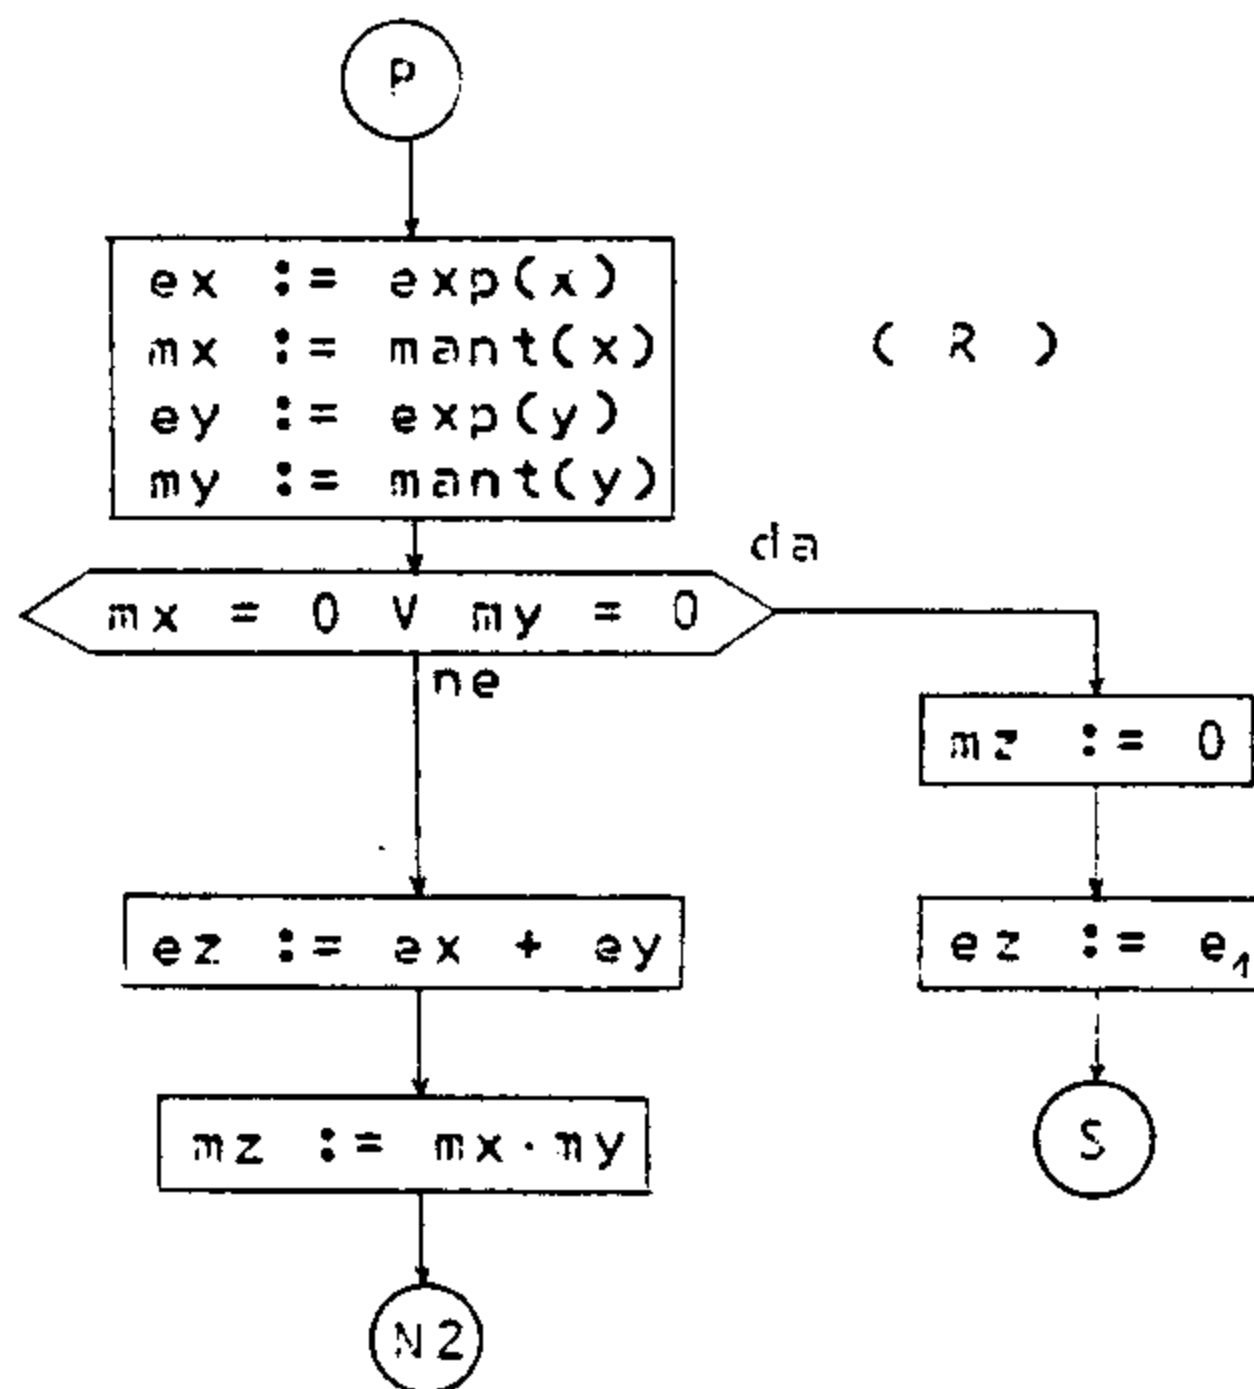 P
ex := exp(x)
mx := mant(x)
ey := exp(y)
my := mant(y)
( R )
da
mx = 0 V my = 0
ne
mz := 0
ez := ex + ey
ez := e₁
mz := mx·my
S
N2